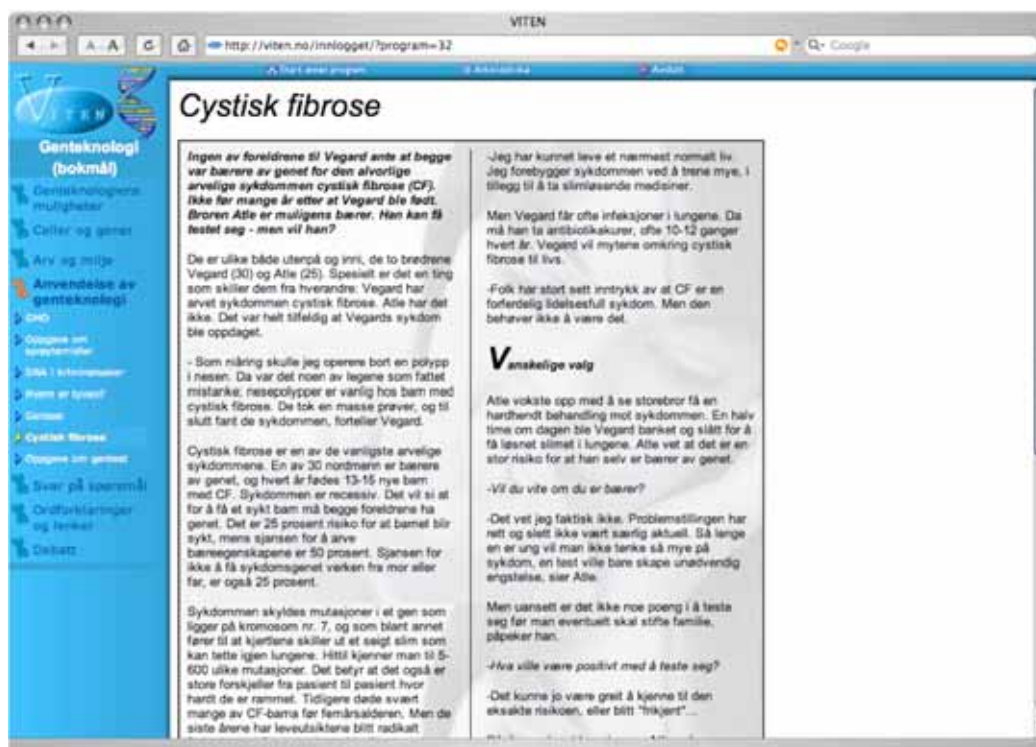 VITEN
A A
http://viten.no/innlogget/?program=32
Google
Avslutt
VITEN
Genteknologi
(bokmål)
Genteknologiens
muligheter
Celler og gener
Arv og miljø
Anvendelse av
genteknologi
GMO
Oppgave om
DNA i kriminalsaker
Hvem er tyven?
Cystisk fibrose
Oppgave om gentest
Svar på spørsmål
Ordforklaringer
og lenker
Debatt
Cystisk fibrose
Ingen av foreldrene til Vegard ante at begge
var bærere av genet for den alvorlige
arvelige sykdommen cystisk fibrose (CF).
Ikke før mange år etter at Vegard ble født.
Broren Atle er muligens bærer. Han kan få
testet seg - men vil han?
De er ulike både utenpå og inni, de to brødrene
Vegard (30) og Atle (25). Spesielt er det en ting
som skiller dem fra hverandre: Vegard har
arvet sykdommen cystisk fibrose. Atle har det
ikke. Det var helt tilfeldig at Vegards sykdom
ble oppdaget.
- Som niåring skulle jeg operere bort en polypp
i nesen. Da var det noen av legene som fattet
mistanke; nesepolypper er vanlig hos barn med
cystisk fibrose. De tok en masse prøver, og til
slutt fant de sykdommen, forteller Vegard.
Cystisk fibrose er en av de vanligste arvelige
sykdommene. En av 30 nordmenn er bærere
av genet, og hvert år fødes 13-15 nye barn
med CF. Sykdommen er recessiv. Det vil si at
for å få et sykt barn må begge foreldrene ha
genet. Det er 25 prosent risiko for at barnet blir
sykt, mens sjansen for å arve
bæreegenskapene er 50 prosent. Sjansen for
ikke å få sykdomsgenet verken fra mor eller
far, er også 25 prosent.
Sykdommen skyldes mutasjoner i et gen som
ligger på kromosom nr. 7, og som blant annet
fører til at kjertlene skiller ut et seigt slim som
kan tette igjen lungene. Hittil kjenner man til 5-
600 ulike mutasjoner. Det betyr at det også er
store forskjeller fra pasient til pasient hvor
hardt de er rammet. Tidligere døde svært
mange av CF-barna før femårsalderen. Men de
siste årene har leveutsiktene blitt radikalt
-Jeg har kunnet leve et nærmest normalt liv.
Jeg forebygger sykdommen ved å trene mye, i
tillegg til å ta slimløsende medisiner.
Men Vegard får ofte infeksjoner i lungene. Da
må han ta antibiotikakurer, ofte 10-12 ganger
hvert år. Vegard vil mytene omkring cystisk
fibrose til livs.
-Folk har stort sett inntrykk av at CF er en
forferdelig lidelsesfull sykdom. Men den
behøver ikke å være det.
Vanskelige valg
Atle vokste opp med å se storebror få en
hardhendt behandling mot sykdommen. En halv
time om dagen ble Vegard banket og slått for å
få løsnet slimet i lungene. Atle vet at det er en
stor risiko for at han selv er bærer av genet.
-Vil du vite om du er bærer?
-Det vet jeg faktisk ikke. Problemstillingen har
rett og slett ikke vært særlig aktuell. Så lenge
en er ung vil man ikke tenke så mye på
sykdom, en test ville bare skape unødvendig
engstelse, sier Atle.
Men uansett er det ikke noe poeng i å teste
seg før man eventuelt skal stifte familie,
påpeker han.
-Hva ville være positivt med å teste seg?
-Det kunne jo være greit å kjenne til den
eksakte risikoen, eller blitt "frikjent"...